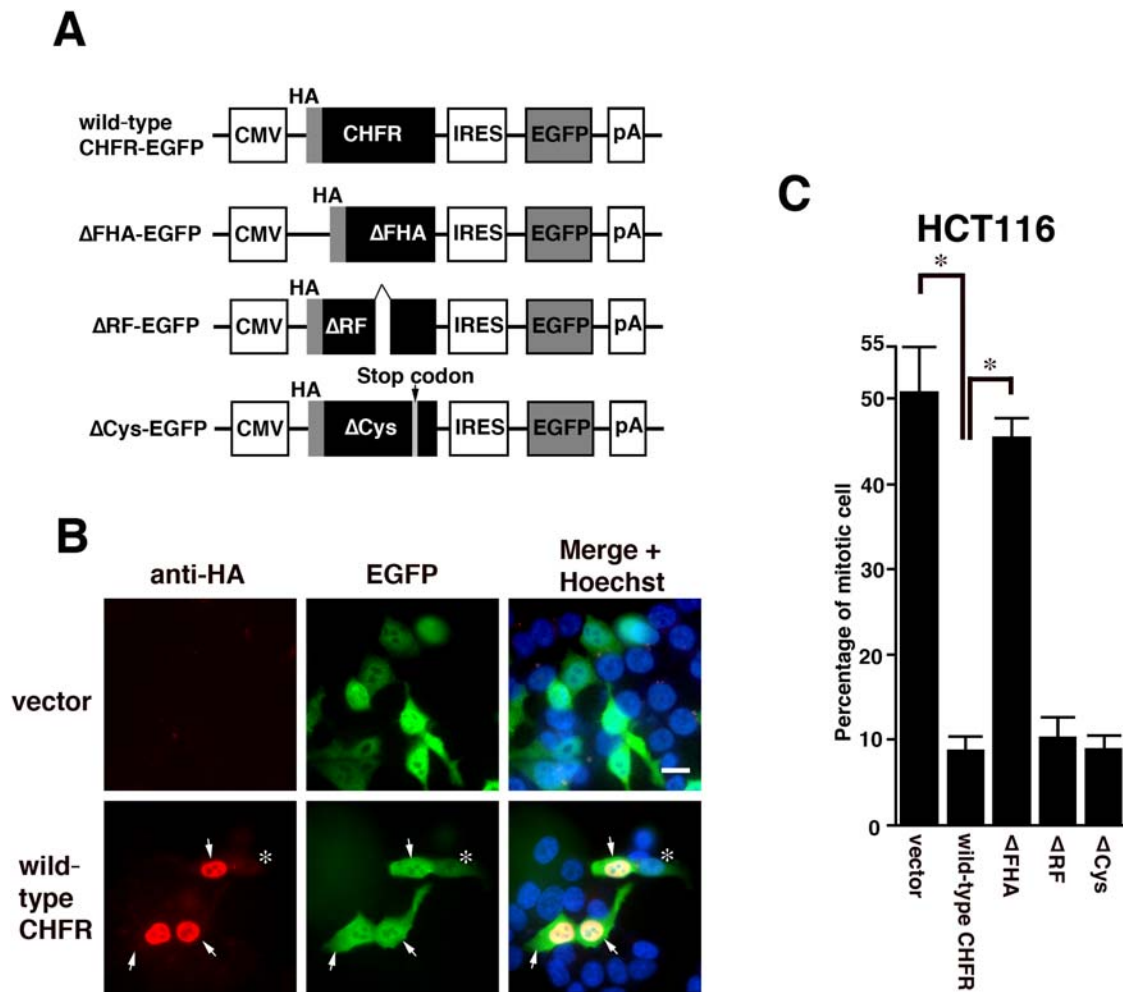 A
HA
wild-type
CHFR-EGFP
CMV
CHFR
IRES
EGFP
pA
HA
ΔFHA-EGFP
CMV
ΔFHA
IRES
EGFP
pA
HA
ΔRF-EGFP
CMV
ΔRF
IRES
EGFP
pA
Stop codon
HA
ΔCys-EGFP
CMV
ΔCys
IRES
EGFP
pA
B
anti-HA
EGFP
Merge +
Hoechst
vector
*
*
*
wild-
type
CHFR
C
HCT116
*
*
Percentage of mitotic cell
55
50
40
30
20
10
0
vector
wild-type CHFR
ΔFHA
ΔRF
ΔCys